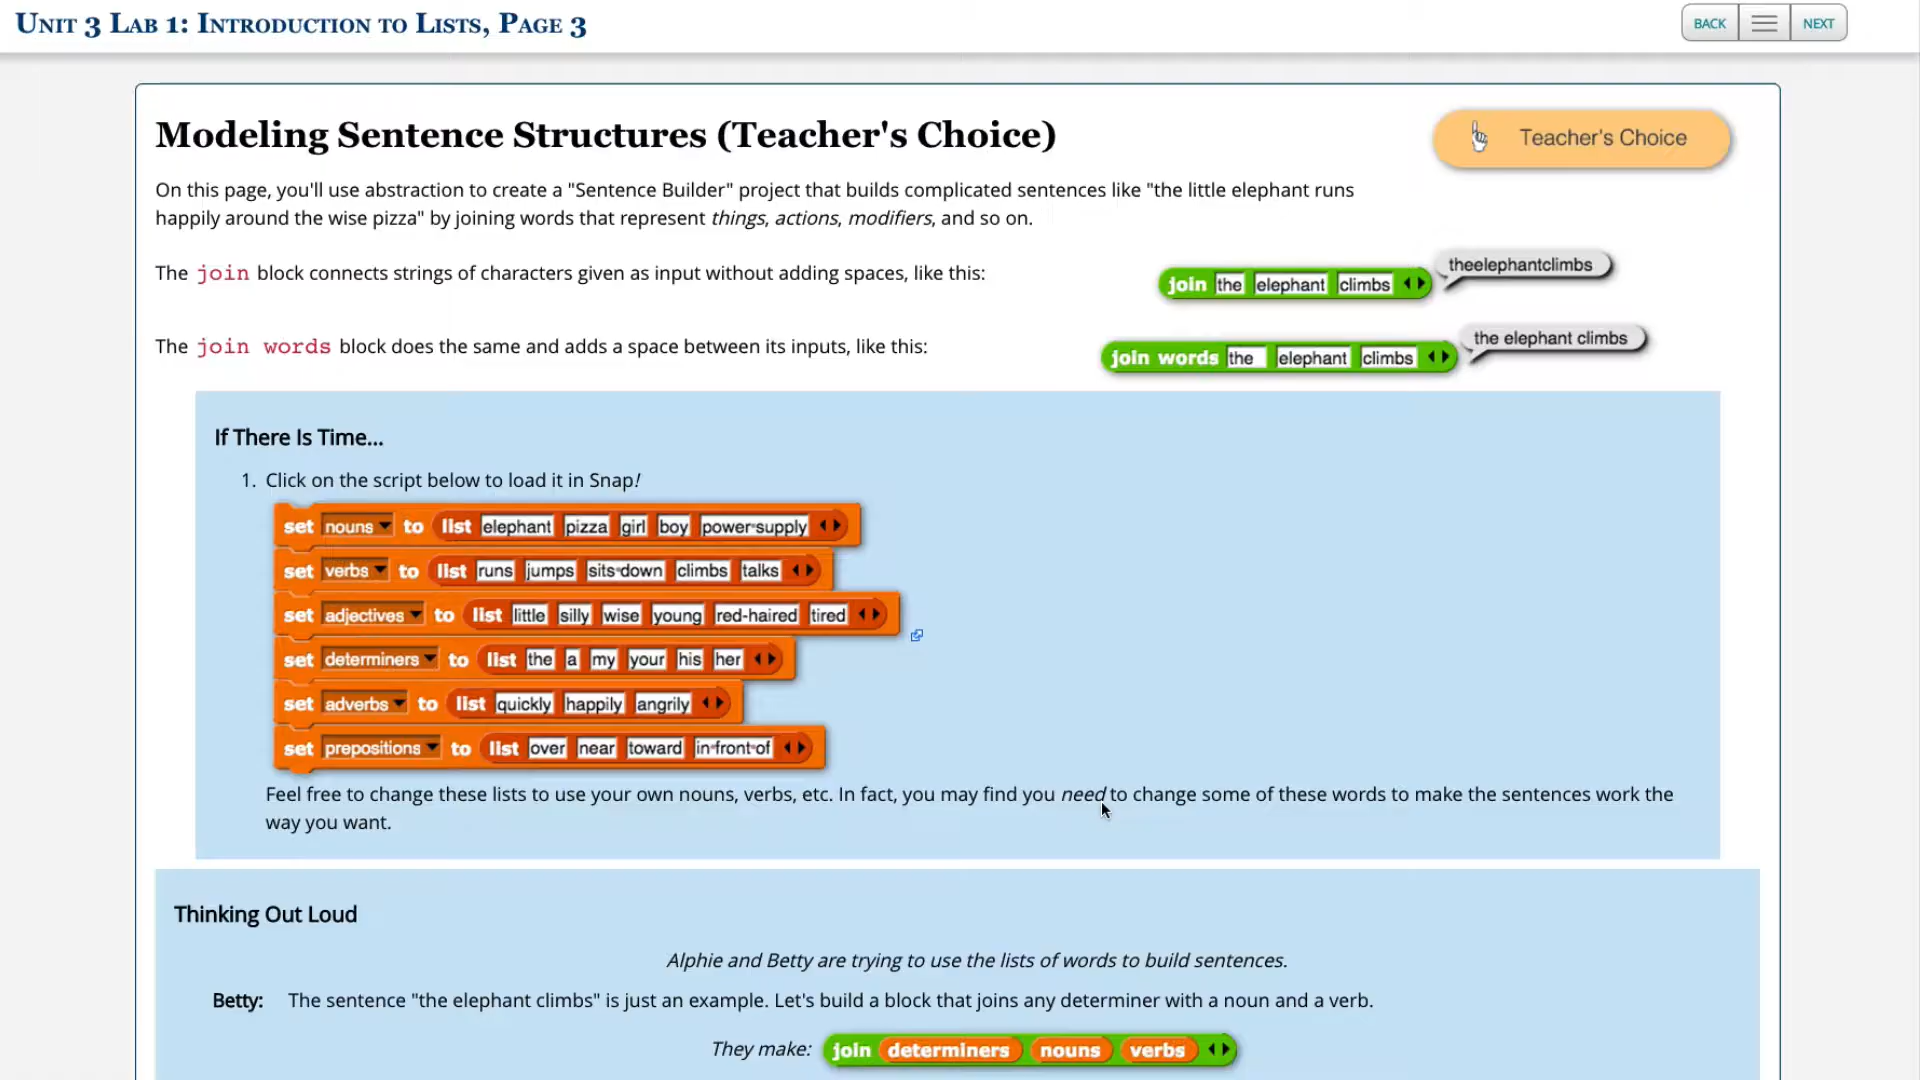 Unit 3 Lab 1: Introduction to Lists, Page 3
BACK
NEXT
Modeling Sentence Structures (Teacher's Choice)
Teacher's Choice
On this page, you'll use abstraction to create a "Sentence Builder" project that builds complicated sentences like "the little elephant runs
happily around the wise pizza" by joining words that represent things, actions, modifiers, and so on.
The join block connects strings of characters given as input without adding spaces, like this:
join the elephant climbs
theelephantclimbs
The join words block does the same and adds a space between its inputs, like this:
join words the elephant climbs
the elephant climbs
If There Is Time...
1. Click on the script below to load it in Snap!
set nouns to list elephant pizza girl boy power supply
set verbs to list runs jumps sits down climbs talks
set adjectives to list little silly wise young red-haired tired
set determiners to list the a my your his her
set adverbs to list quickly happily angrily
set prepositions to list over near toward in front of
Feel free to change these lists to use your own nouns, verbs, etc. In fact, you may find you need to change some of these words to make the sentences work the
way you want.
Thinking Out Loud
Alphie and Betty are trying to use the lists of words to build sentences.
Betty: The sentence "the elephant climbs" is just an example. Let's build a block that joins any determiner with a noun and a verb.
They make: join determiners nouns verbs